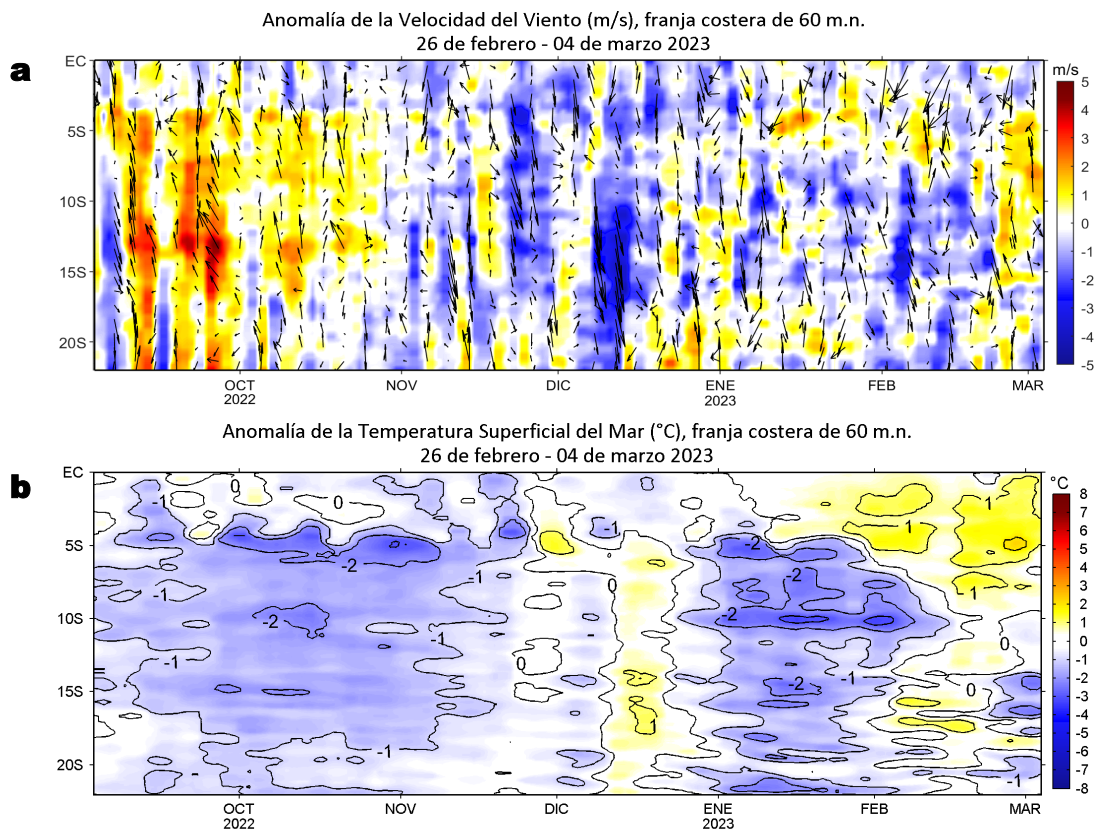 Anomalía de la Velocidad del Viento (m/s), franja costera de 60 m.n.
26 de febrero - 04 de marzo 2023
a
EC
5S
10S
15S
20S
OCT
2022
NOV
DIC
ENE
2023
FEB
MAR
m/s
5
4
3
2
1
0
-1
-2
-3
-4
-5
Anomalía de la Temperatura Superficial del Mar (°C), franja costera de 60 m.n.
26 de febrero - 04 de marzo 2023
b
EC
5S
10S
15S
20S
-1
0
0
-2
-1
-1
-2
-1
-1
-1
0
-1
0
1
-2
-2
-2
-2
-1
1
1
1
0
0
-1
OCT
2022
NOV
DIC
ENE
2023
FEB
MAR
°C
8
7
6
5
4
3
2
1
0
-1
-2
-3
-4
-5
-6
-7
-8